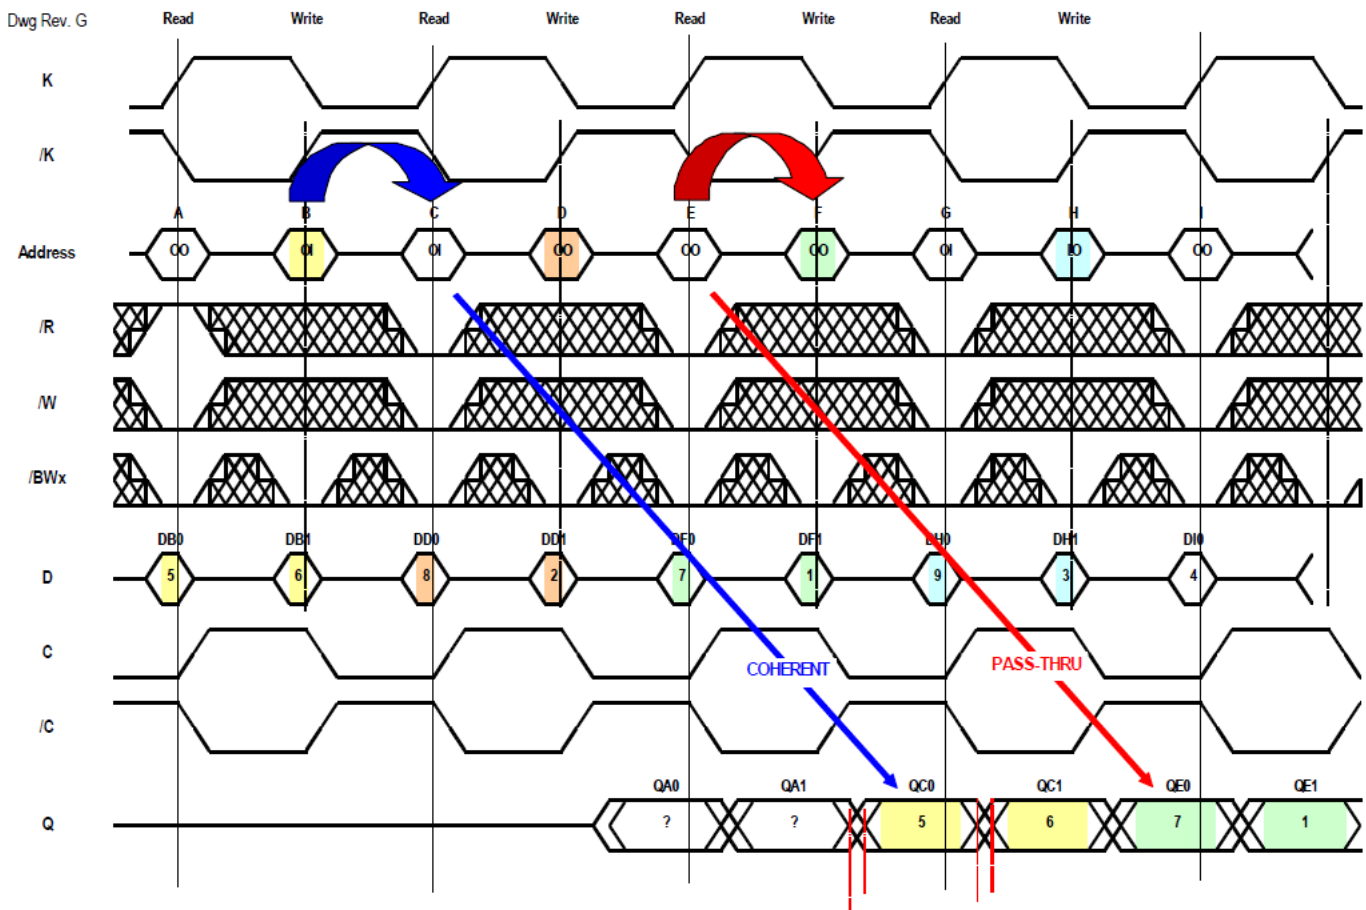 Dwg Rev. G Read Write Read Write Read Write Read Write
K
/K
A B C D E F G H I
Address OO OI OI OO OO OO OI IO OO
/R
/W
/BWx
DB0 DB1 DD0 DD1 DF0 DF1 DH0 DH1 DI0
D 5 6 8 2 7 1 9 3 4
C
COHERENT PASS-THRU
/C
QA0 QA1 QC0 QC1 QE0 QE1
Q ? ? 5 6 7 1